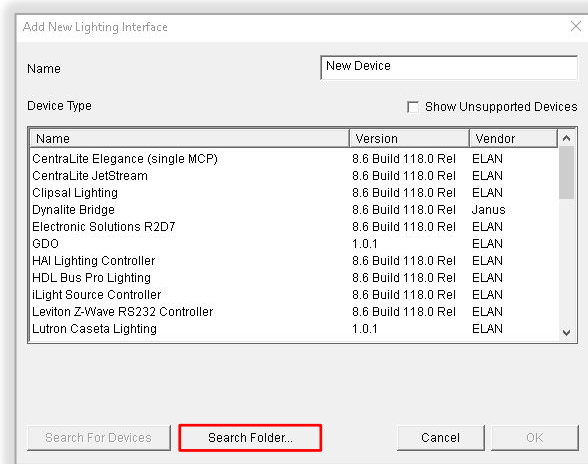 Add New Lighting Interface
Name New Device
Device Type Show Unsupported Devices
Name Version Vendor
CentraLite Elegance (single MCP) 8.6 Build 118.0 Rel ELAN
CentraLite JetStream 8.6 Build 118.0 Rel ELAN
Clipsal Lighting 8.6 Build 118.0 Rel ELAN
Dynalite Bridge 8.6 Build 118.0 Rel Janus
Electronic Solutions R2D7 8.6 Build 118.0 Rel ELAN
GDO 1.0.1 ELAN
HAI Lighting Controller 8.6 Build 118.0 Rel ELAN
HDL Bus Pro Lighting 8.6 Build 118.0 Rel ELAN
iLight Source Controller 8.6 Build 118.0 Rel ELAN
Leviton Z-Wave RS232 Controller 8.6 Build 118.0 Rel ELAN
Lutron Caseta Lighting 1.0.1 ELAN
Search For Devices Search Folder... Cancel OK